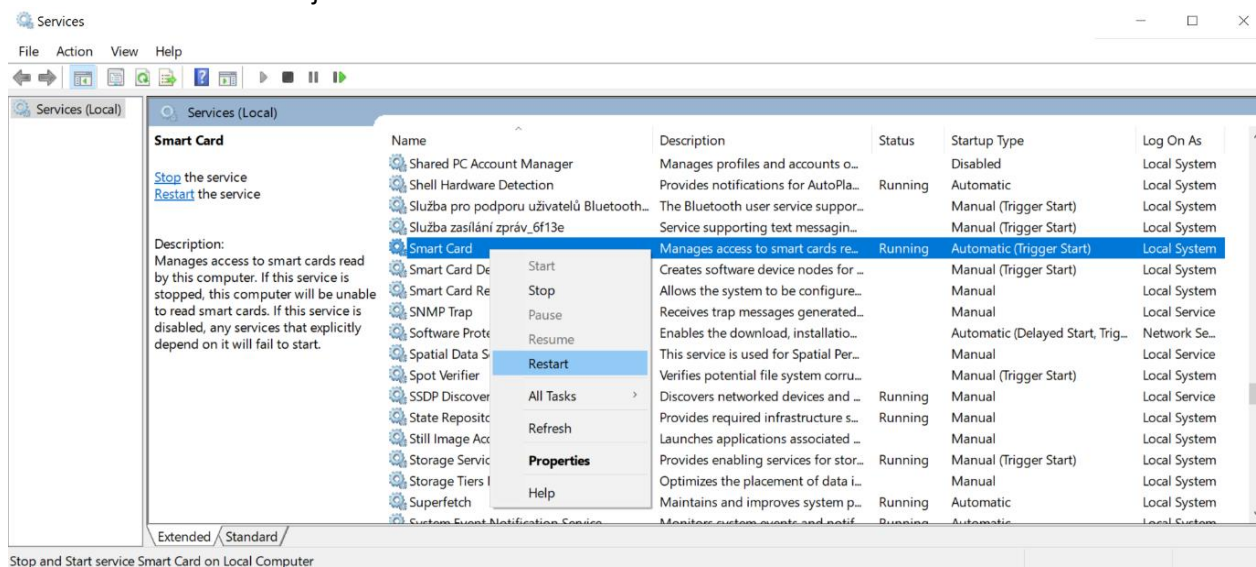 Services
File Action View Help
Services (Local)
Services (Local)
Smart Card
Stop the service
Restart the service
Description:
Manages access to smart cards read
by this computer. If this service is
stopped, this computer will be unable
to read smart cards. If this service is
disabled, any services that explicitly
depend on it will fail to start.
Name Description Status Startup Type Log On As
Shared PC Account Manager Manages profiles and accounts o... Disabled Local System
Shell Hardware Detection Provides notifications for AutoPla... Running Automatic Local System
Služba pro podporu uživatelů Bluetooth... The Bluetooth user service suppor... Manual (Trigger Start) Local System
Služba zasílání zpráv_6f13e Service supporting text messagin... Manual (Trigger Start) Local System
Smart Card Manages access to smart cards re... Running Automatic (Trigger Start) Local System
Smart Card De Creates software device nodes for ... Manual (Trigger Start) Local System
Smart Card Re Allows the system to be configure... Manual Local System
SNMP Trap Receives trap messages generated... Manual Local Service
Software Prote Enables the download, installatio... Automatic (Delayed Start, Trig... Network Se...
Spatial Data S This service is used for Spatial Per... Manual Local Service
Spot Verifier Verifies potential file system corru... Manual (Trigger Start) Local System
SSDP Discover Discovers networked devices and ... Running Manual Local Service
State Reposito Provides required infrastructure s... Running Manual Local System
Still Image Acq Launches applications associated ... Manual Local System
Storage Servic Provides enabling services for stor... Running Manual (Trigger Start) Local System
Storage Tiers Optimizes the placement of data i... Manual Local System
Superfetch Maintains and improves system p... Running Automatic Local System
System Event Notification Service Monitors system events and notif... Running Automatic Local System
Start
Stop
Pause
Resume
Restart
All Tasks
Refresh
Properties
Help
Extended Standard
Stop and Start service Smart Card on Local Computer